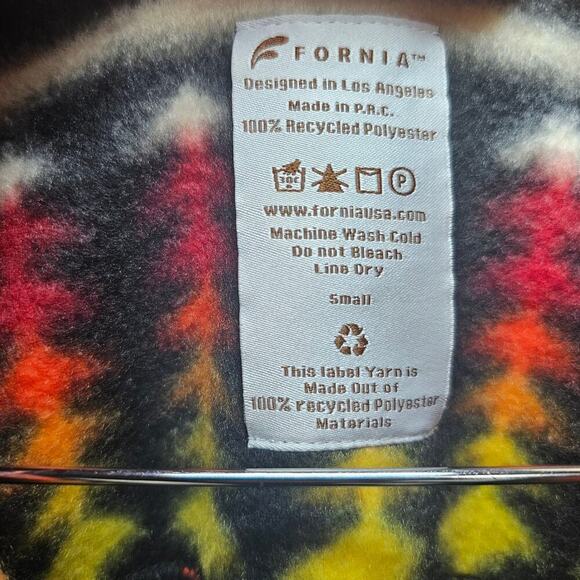 FORNIA™
Designed in Los Angeles
Made in P.R.C.
100% Recycled Polyester
30C P
www.forniausa.com
Machine Wash Cold
Do not Bleach
Line Dry
Small
This label Yarn is
Made Out of
100% recycled Polyester
Materials